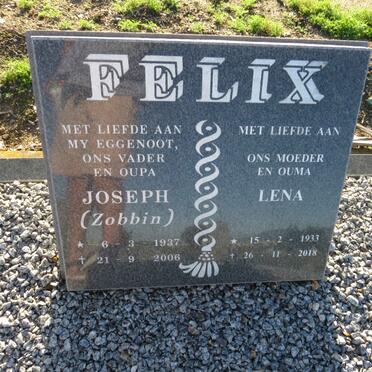 FELIX
MET LIEFDE AAN
MY EGGENOOT,
ONS VADER
EN OUPA
JOSEPH
(Zobbin)
★ 6 - 3 - 1937
✝ 21 - 9 - 2006
MET LIEFDE AAN
ONS MOEDER
EN OUMA
LENA
★ 15 - 2 - 1933
✝ 26 - 11 - 2018